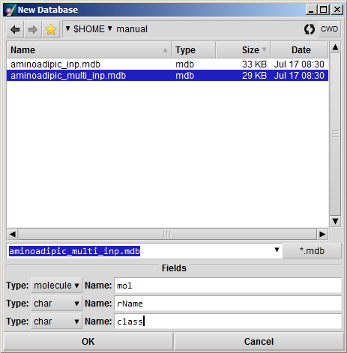 New Database
$HOME manual CWD
Name Type Size Date
aminoadipic_inp.mdb mdb 33 KB Jul 17 08:30
aminoadipic_multi_inp.mdb mdb 29 KB Jul 17 08:30
aminoadipic_multi_inp.mdb *.mdb
Fields
Type: molecule Name: mol
Type: char Name: rName
Type: char Name: class
OK Cancel